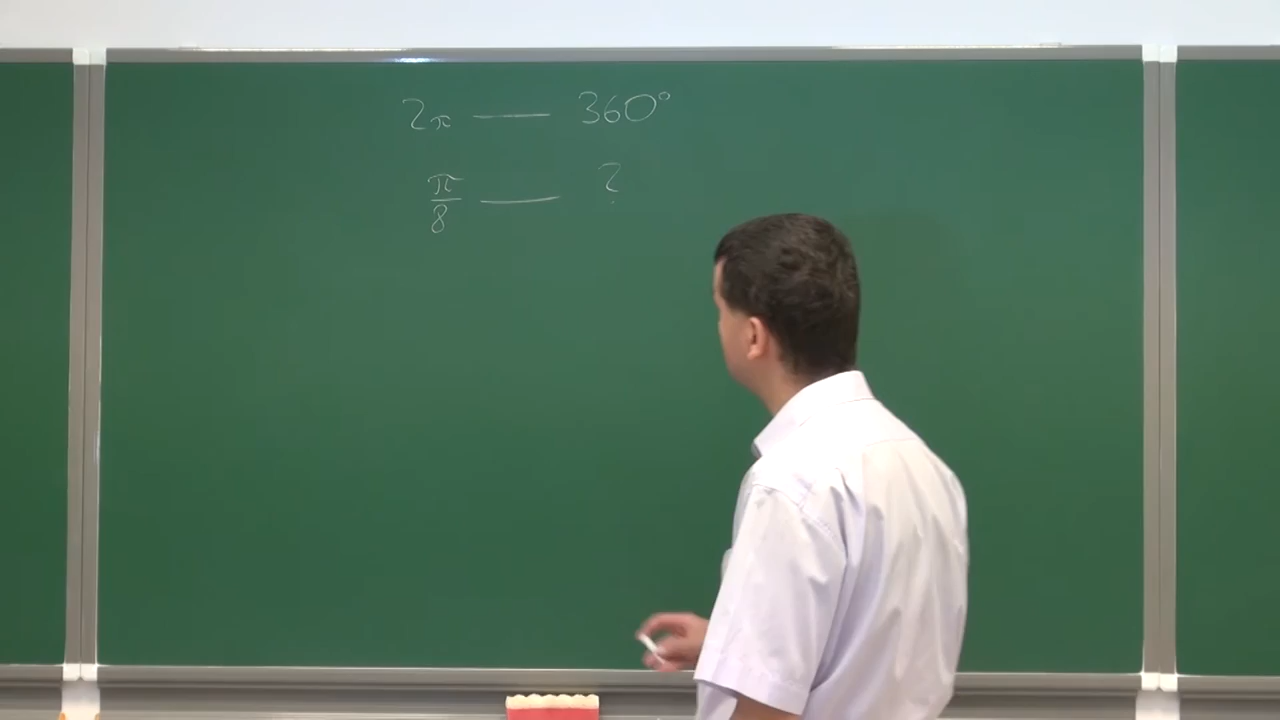 2π — 360°
π/8 — ?